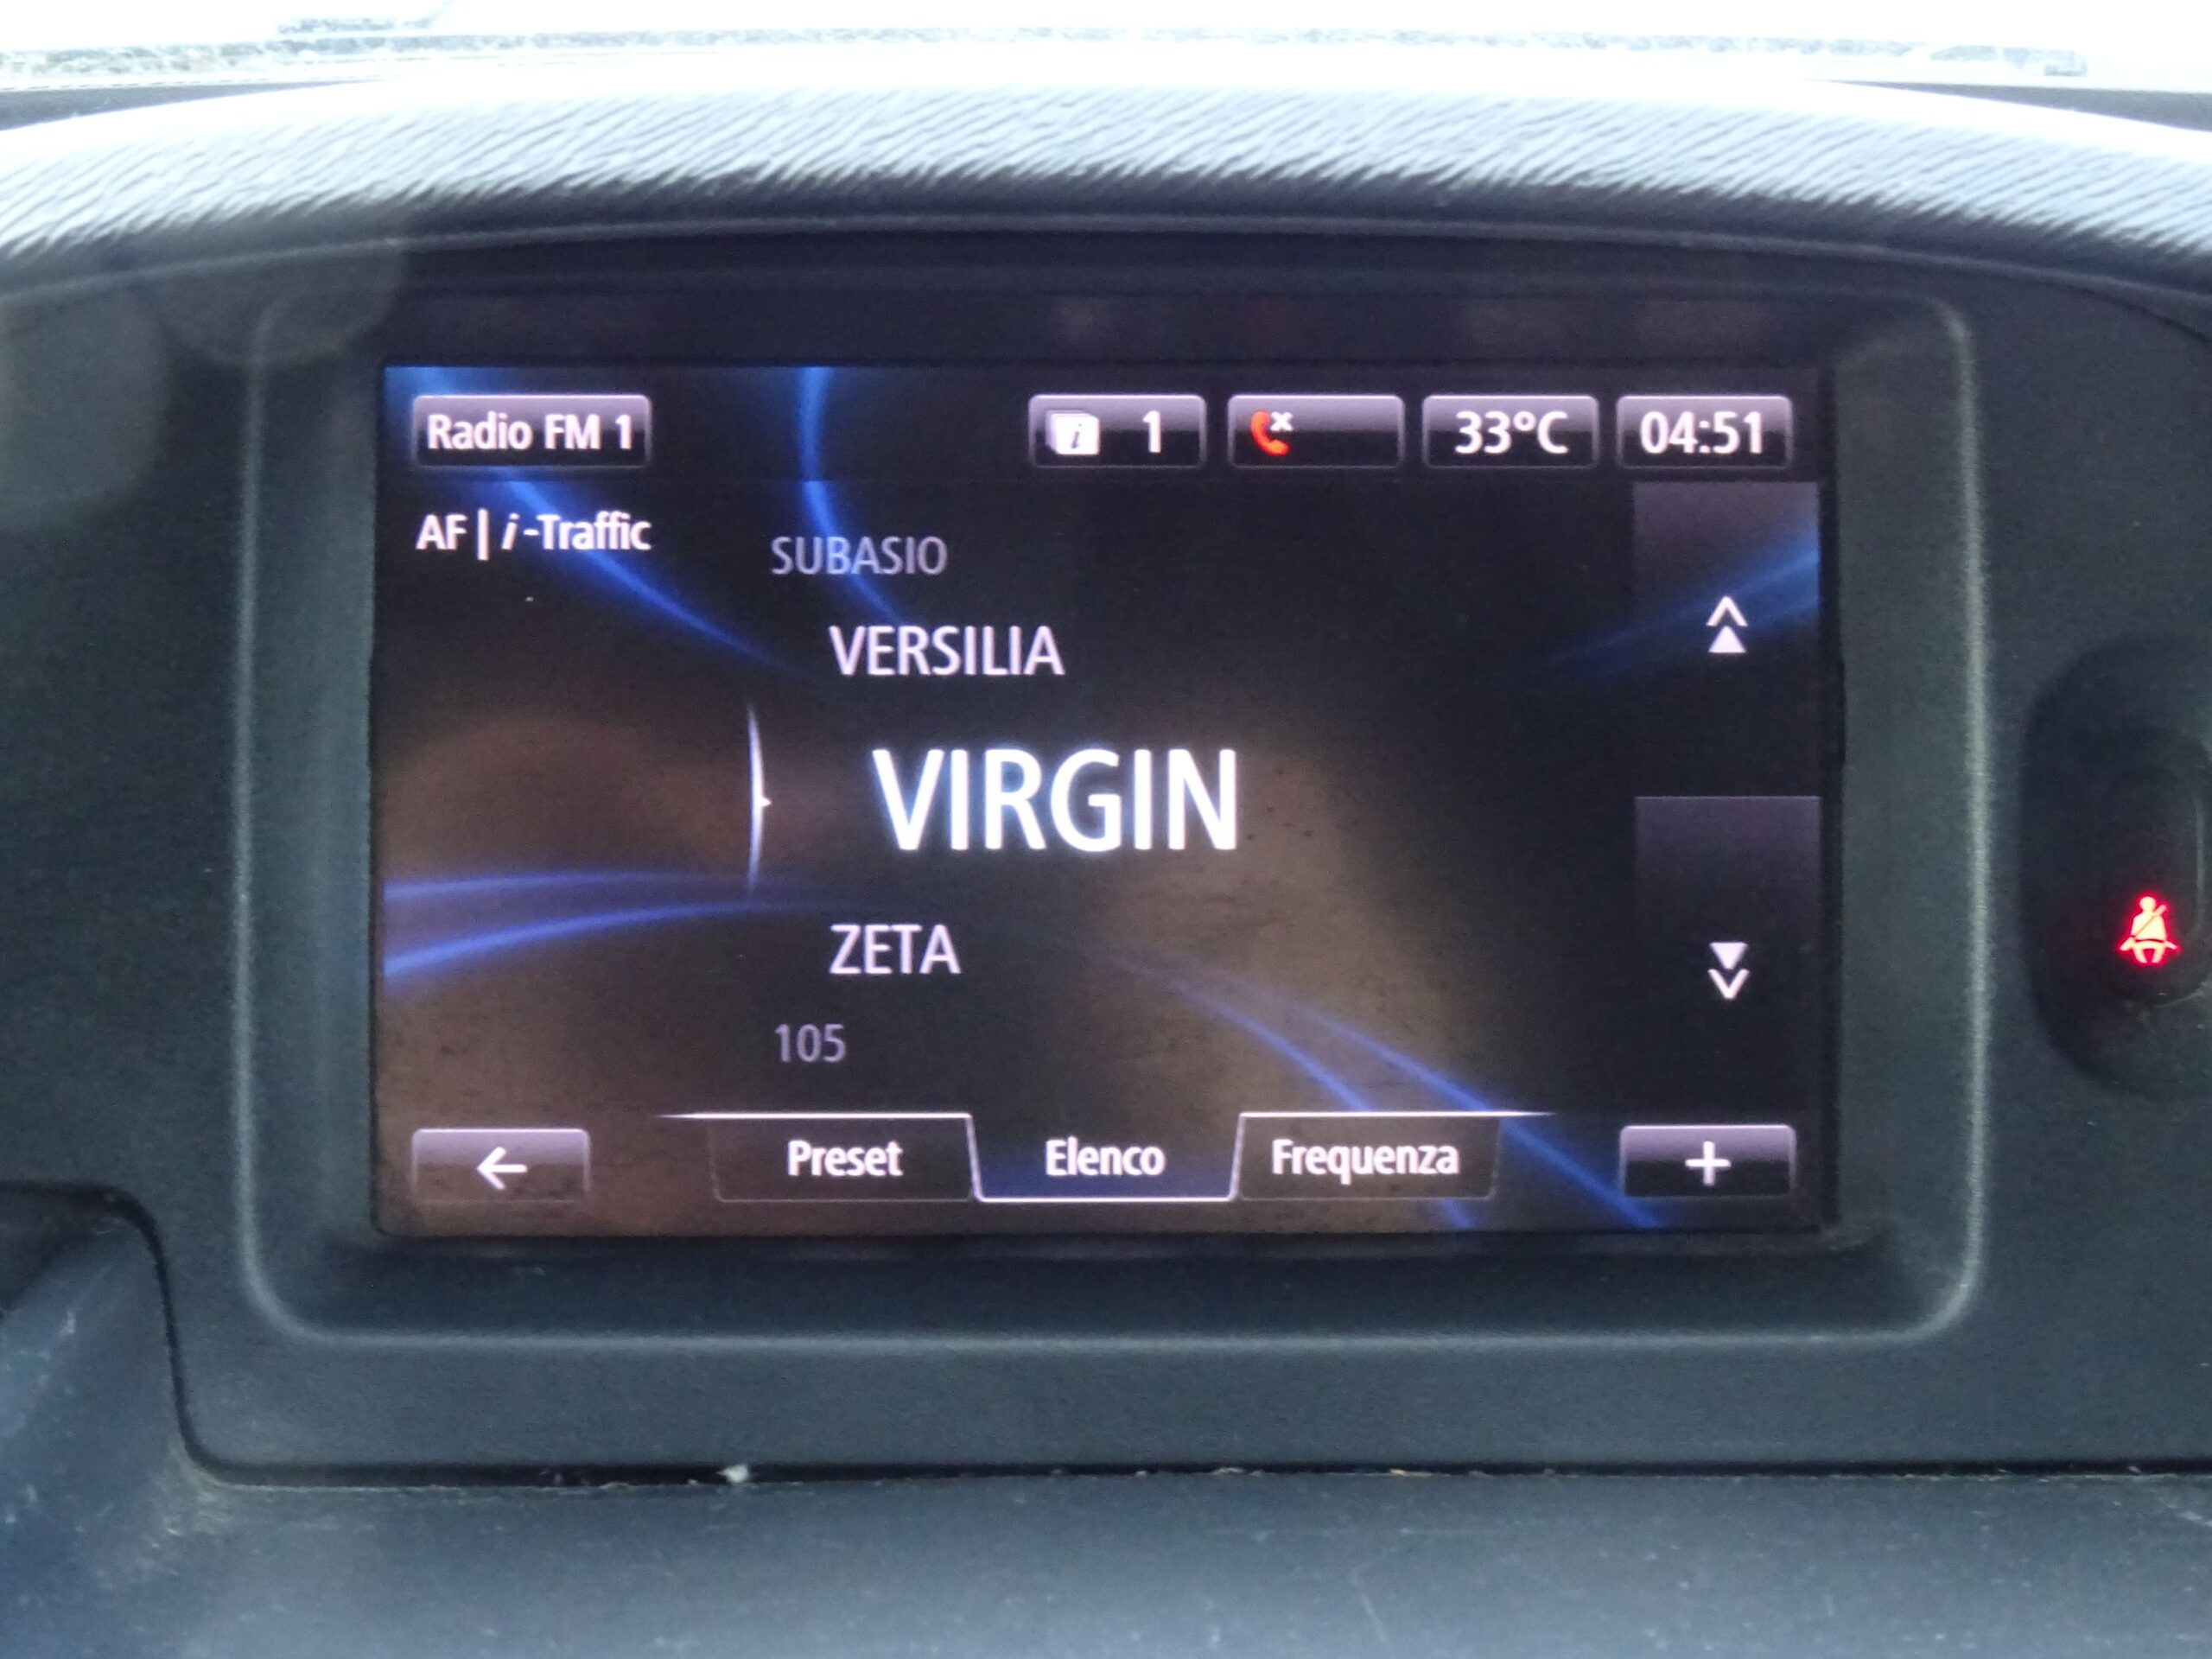 Radio FM 1
1
33°C
04:51
AF | i-Traffic
SUBASIO
VERSILIA
VIRGIN
ZETA
105
Preset
Elenco
Frequenza